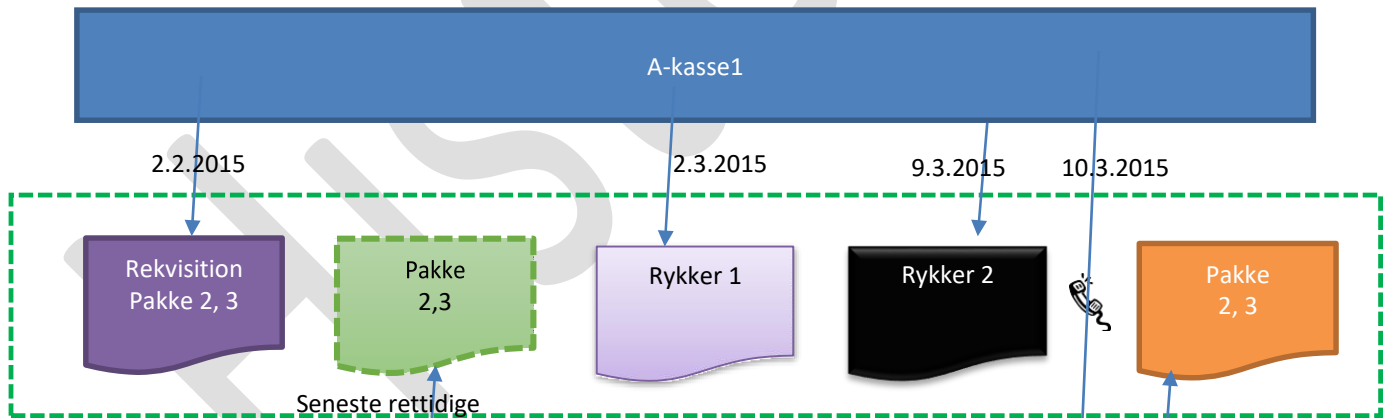 A-kasse1
2.2.2015
2.3.2015
9.3.2015
10.3.2015
Rekvisition
Pakke 2, 3
Pakke
2,3
Rykker 1
Rykker 2
Pakke
2, 3
Seneste rettidige